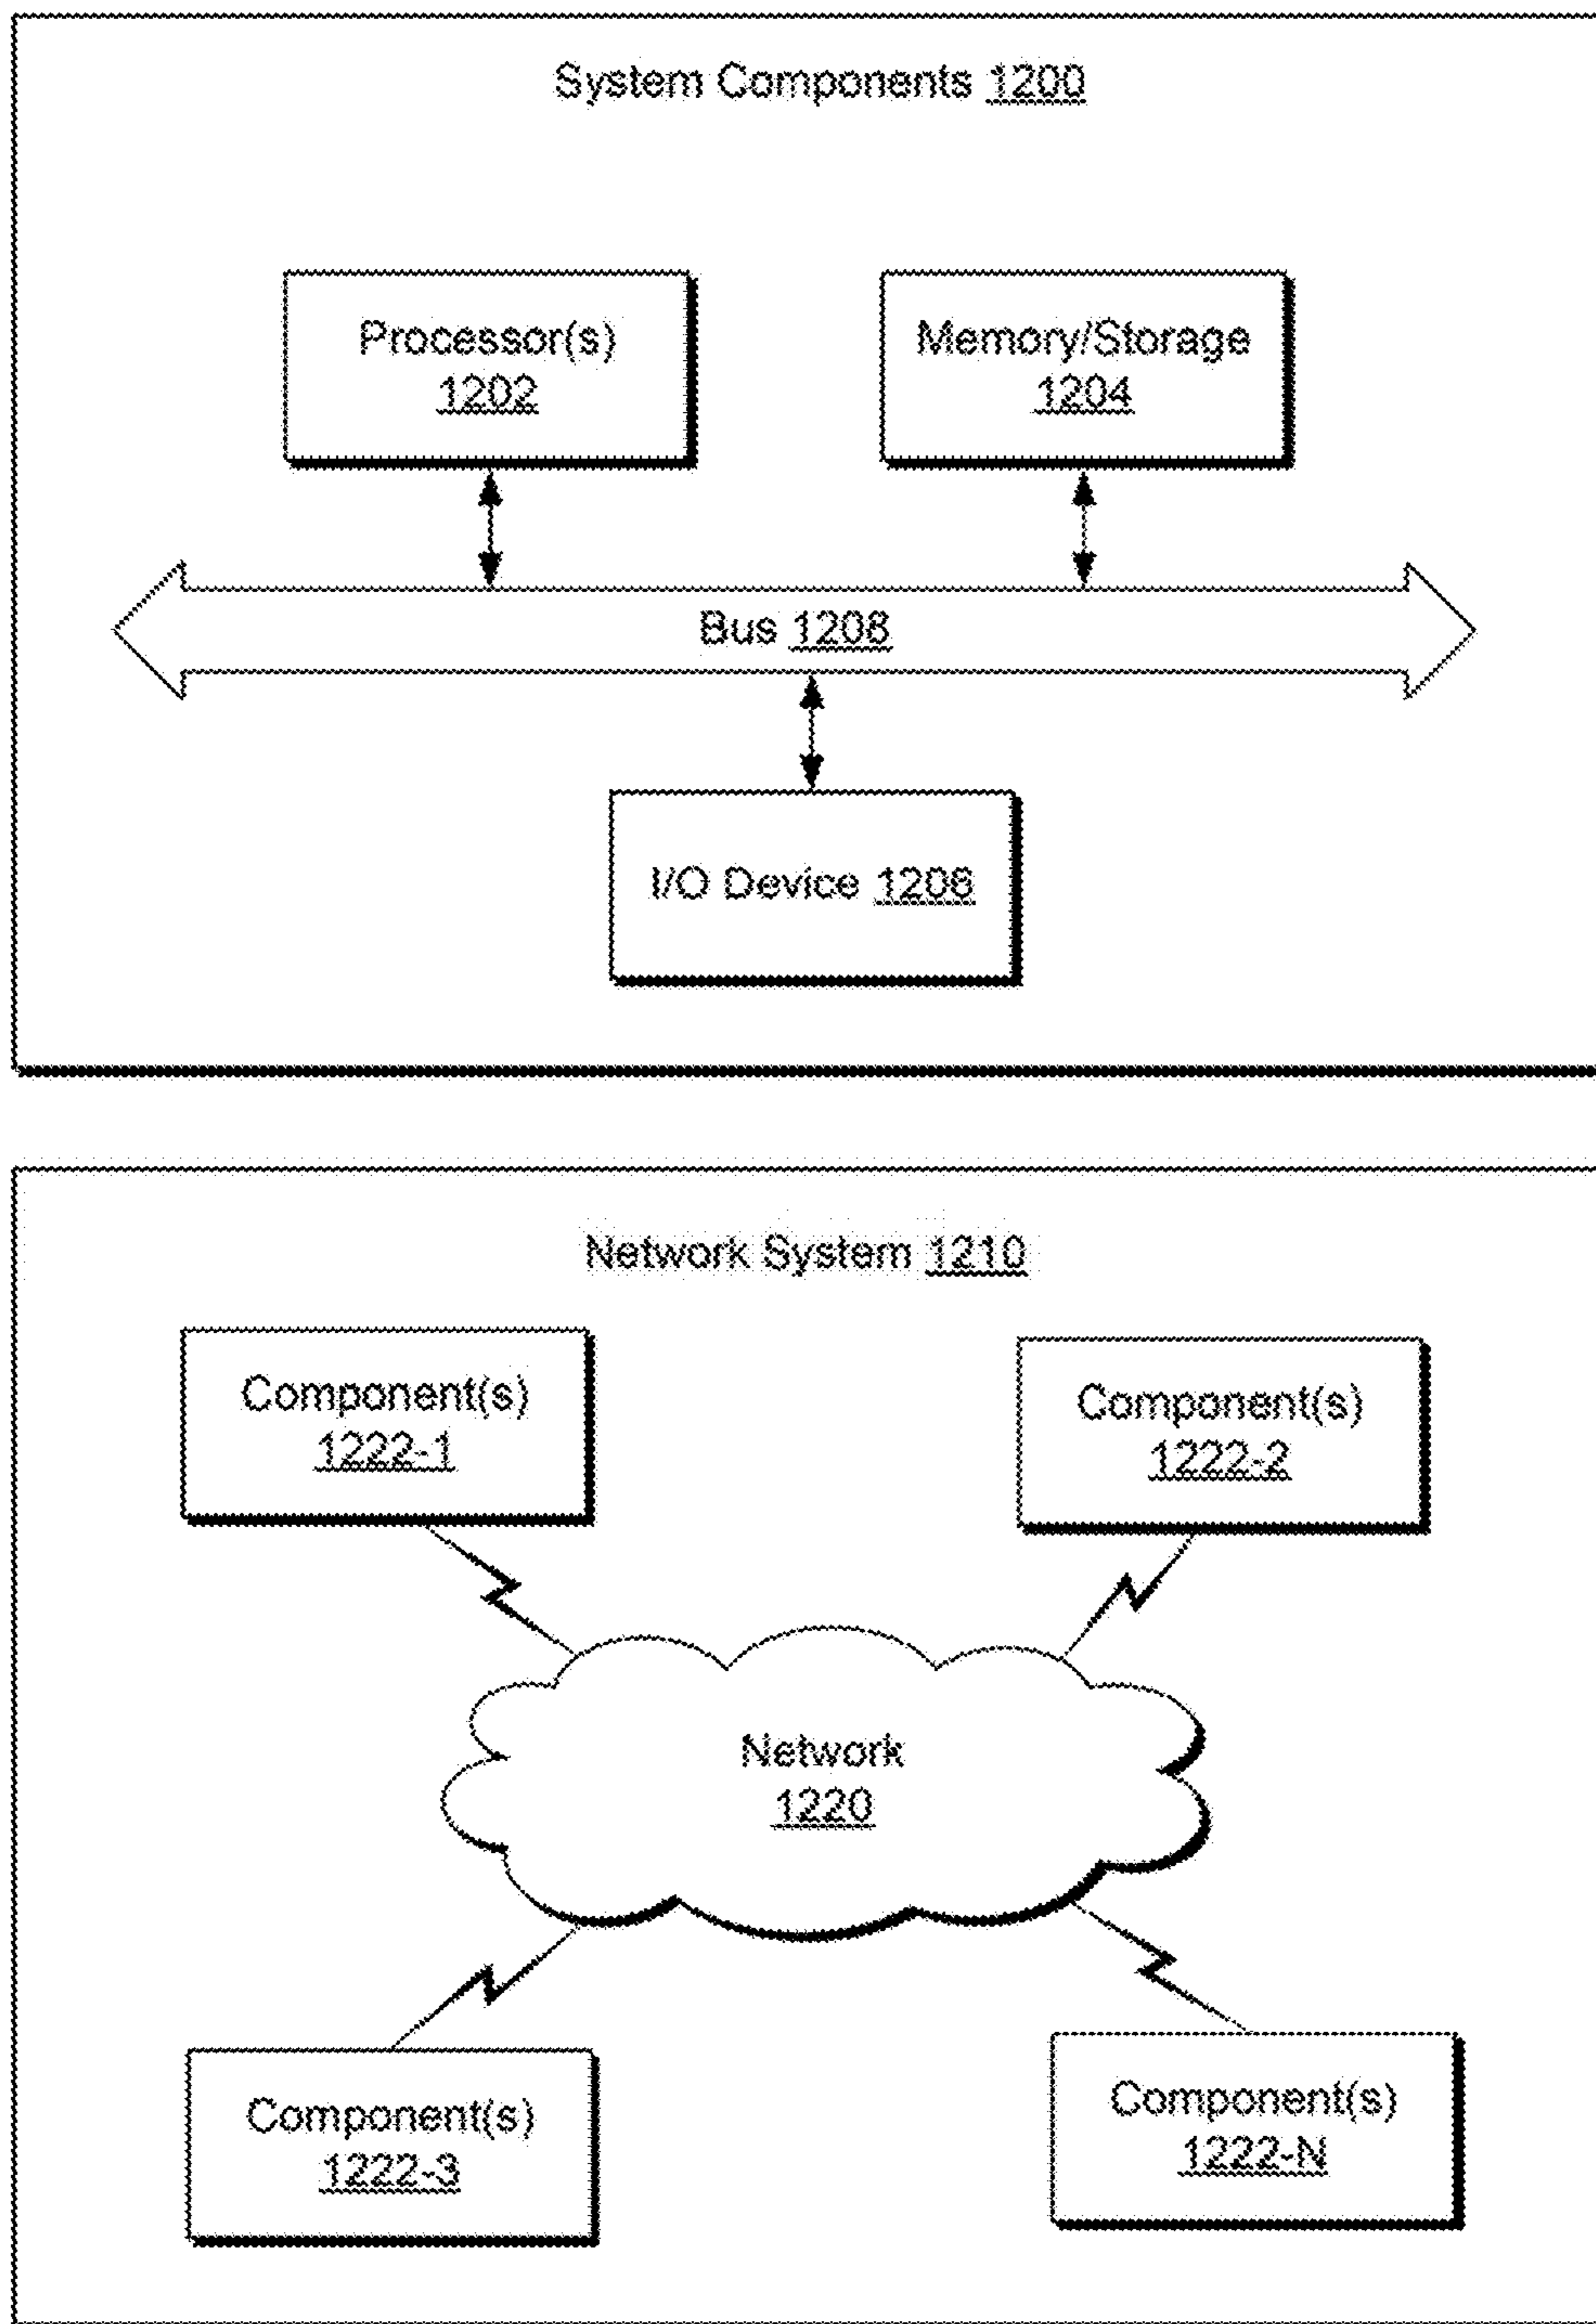 System Components 1200
Processor(s)
1202
Memory/Storage
1204
Bus 1208
I/O Device 1206
Network System 1210
Component(s)
1222-1
Component(s)
1222-2
Network
1220
Component(s)
1222-3
Component(s)
1222-N